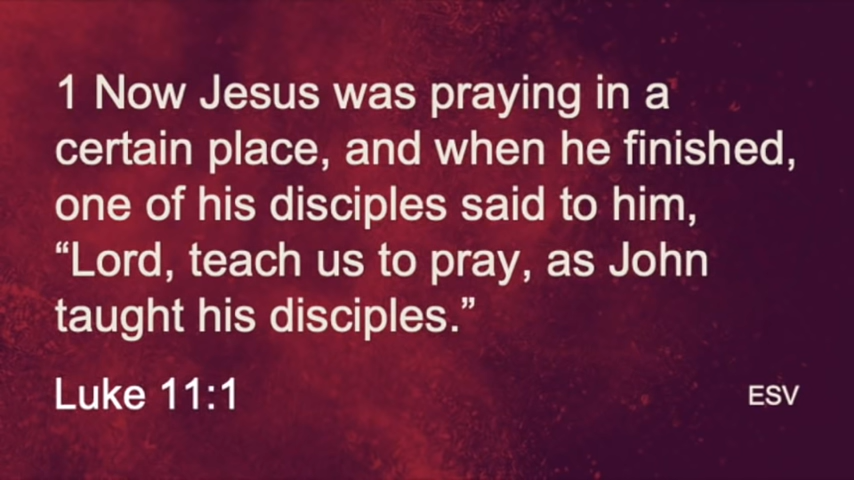 1 Now Jesus was praying in a
certain place, and when he finished,
one of his disciples said to him,
“Lord, teach us to pray, as John
taught his disciples.”
Luke 11:1
ESV